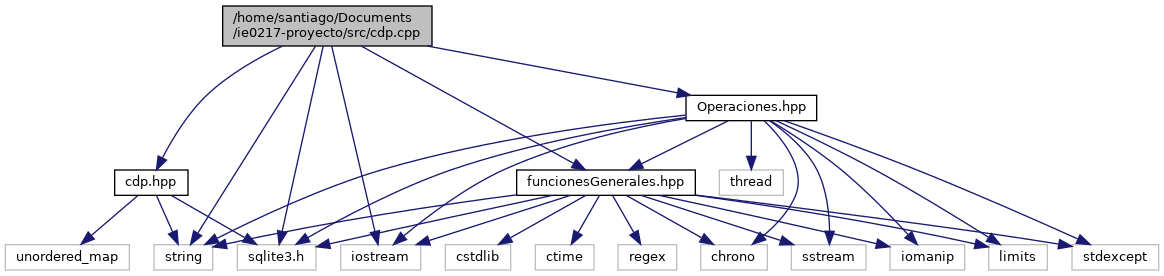 /home/santiago/Documents
/ie0217-proyecto/src/cdp.cpp
Operaciones.hpp
cdp.hpp
funcionesGenerales.hpp
thread
unordered_map
string
sqlite3.h
iostream
cstdlib
ctime
regex
chrono
sstream
iomanip
limits
stdexcept